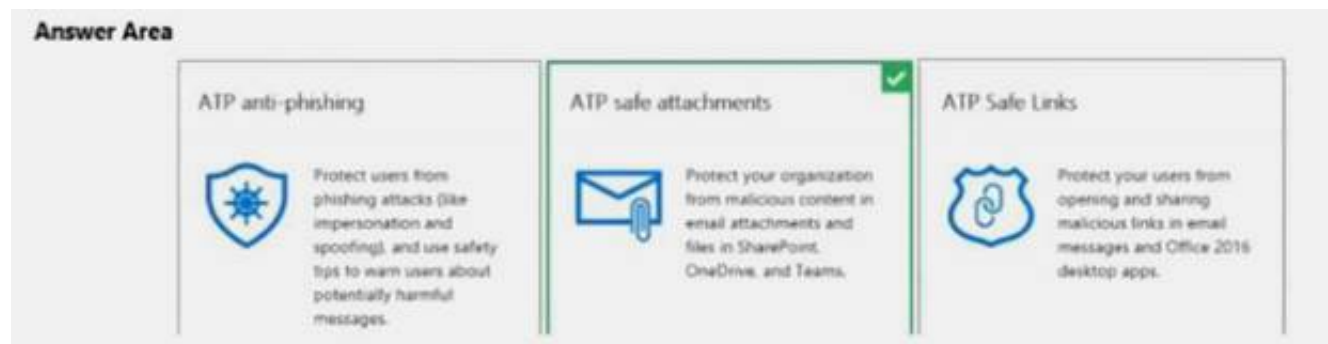 Answer Area
ATP anti-phishing
Protect users from
phishing attacks (like
impersonation and
spoofing), and use safety
tips to warn users about
potentially harmful
messages.
ATP safe attachments
Protect your organization
from malicious content in
email attachments and
files in SharePoint,
OneDrive, and Teams.
ATP Safe Links
Protect your users from
opening and sharing
malicious links in email
messages and Office 2016
desktop apps.